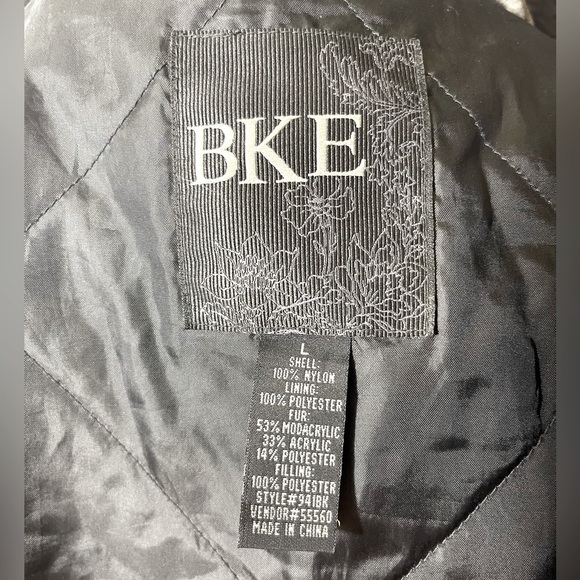 BKE
L
SHELL:
100% NYLON
LINING:
100% POLYESTER
FUR:
53% MODACRYLIC
33% ACRYLIC
14% POLYESTER
FILLING:
100% POLYESTER
STYLE#941BK
VENDOR#55560
MADE IN CHINA